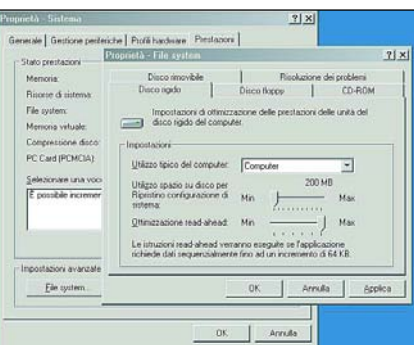 Proprietà - Sistema
Generale
Gestione periferiche
Profili hardware
Prestazioni
Stato prestazioni
Memoria:
Risorse di sistema:
File system:
Memoria virtuale:
Compressione disco:
PC Card (PCMCIA):
Selezionare una voc
È possibile incremen
Impostazioni avanzate
File system...
OK
Annulla
Proprietà - File system
Disco rimovibile
Risoluzione dei problemi
Disco rigido
Disco floppy
CD-ROM
Impostazioni di ottimizzazione delle prestazioni delle unità del
disco rigido del computer.
Impostazioni
Utilizzo tipico del computer:
Computer
Utilizzo spazio su disco per
Ripristino configurazione di
sistema:
200 MB
Min
Max
Ottimizzazione read-ahead:
Min
Max
Le istruzioni read-ahead verranno eseguite se l'applicazione
richiede dati sequenzialmente fino ad un incremento di 64 KB.
OK
Annulla
Applica